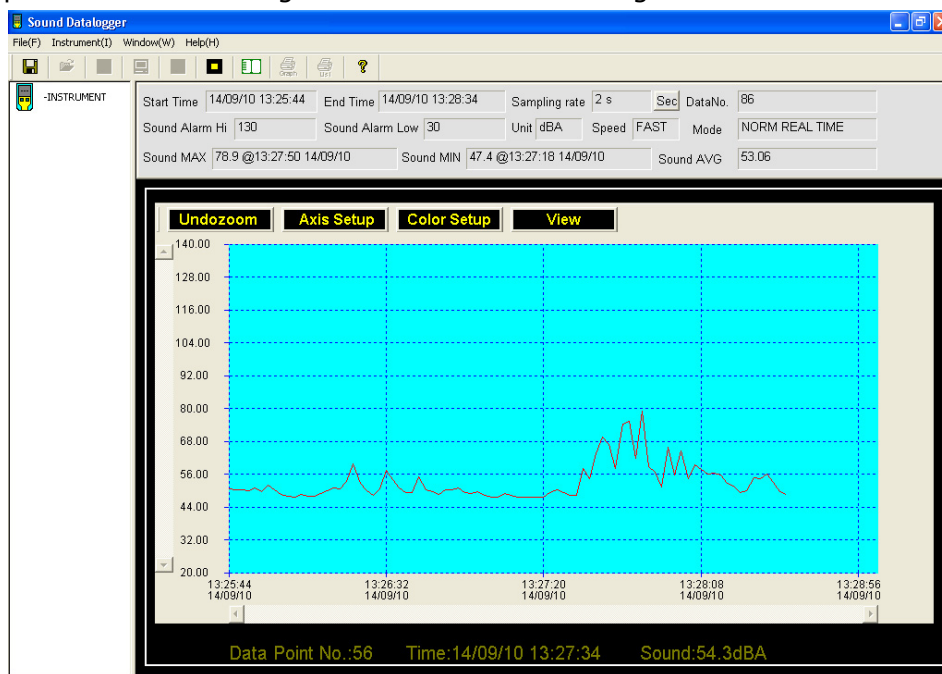 Sound Datalogger
File(F) Instrument(I) Window(W) Help(H)
Graph List
-INSTRUMENT
Start Time 14/09/10 13:25:44 End Time 14/09/10 13:28:34 Sampling rate 2 s Sec DataNo. 86
Sound Alarm Hi 130 Sound Alarm Low 30 Unit dBA Speed FAST Mode NORM REAL TIME
Sound MAX 78.9 @13:27:50 14/09/10 Sound MIN 47.4 @13:27:18 14/09/10 Sound AVG 53.06
Undozoom Axis Setup Color Setup View
140.00
128.00
116.00
104.00
92.00
80.00
68.00
56.00
44.00
32.00
20.00
13:25:44 13:26:32 13:27:20 13:28:08 13:28:56
14/09/10 14/09/10 14/09/10 14/09/10 14/09/10
Data Point No.:56 Time:14/09/10 13:27:34 Sound:54.3dBA